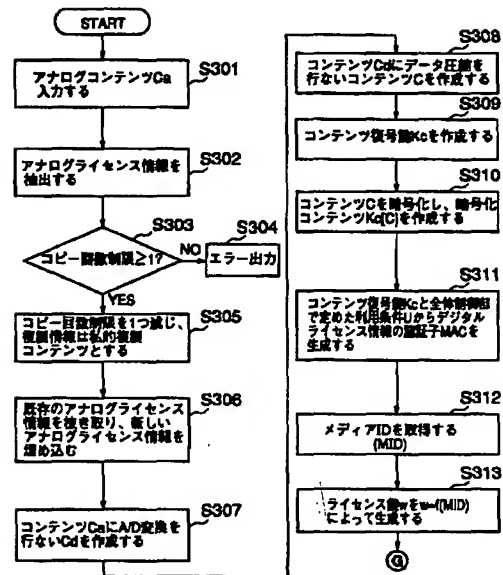 START
アナログコンテンツCa
入力する
S301
アナログライセンス情報を
抽出する
S302
コピー回数制限≥1?
S303
NO
エラー出力
S304
YES
コピー回数制限を1つ減じ、
複製情報は私的複製
コンテンツとする
S305
既存のアナログライセンス
情報を抜き取り、新しい
アナログライセンス情報を
埋め込む
S306
コンテンツCaにA/D変換を
行ないCdを作成する
S307
コンテンツCdにデータ圧縮を
行ないコンテンツCを作成する
S308
コンテンツ復号鍵Kcを作成する
S309
コンテンツCを暗号化し、暗号化
コンテンツKc[C]を作成する
S310
コンテンツ復号鍵Kcと全体制御部
で定めた利用条件Uからデジタル
ライセンス情報の認証子MACを
生成する
S311
メディアIDを取得する
(MID)
S312
ライセンス鍵wをw=f(MID)
によって生成する
S313
G